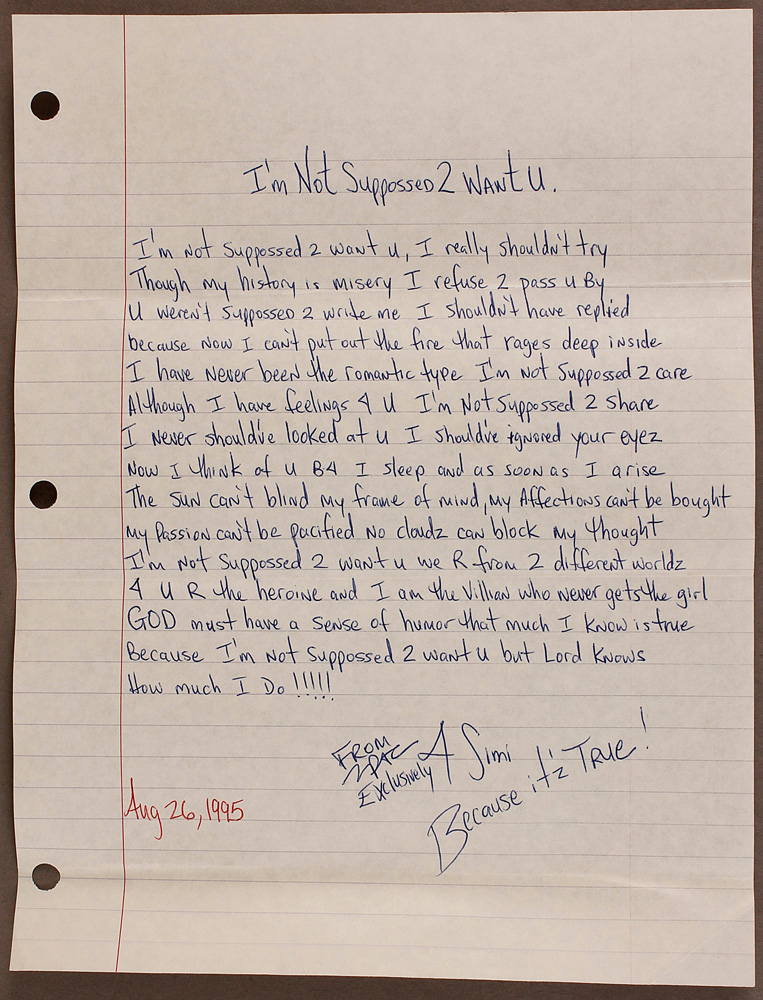 I'm Not Suppossed 2 Want U.
I'm not suppossed 2 want u, I really shouldn't try
Though my history is misery I refuse 2 pass u By
U weren't suppossed 2 write me I shouldn't have replied
because now I can't put out the fire that rages deep inside
I have never been the romantic type I'm not suppossed 2 care
Although I have feelings 4 U I'm Not Suppossed 2 share
I never should've looked at u I should've ignored your eyez
Now I think of u B4 I sleep and as soon as I arise
The sun can't blind my frame of mind, my Affections can't be bought
my Passion can't be pacified no cloudz can block my thought
I'm not suppossed 2 want u we R from 2 different worldz
4 U R the heroine and I am the Villian who never gets the girl
GOD must have a sense of humor that much I know is true
Because I'm not suppossed 2 want u but Lord knows
How much I Do !!!!!
FROM
2PAC
Exclusively 4 Simi
Because it'z True!
Aug 26, 1995